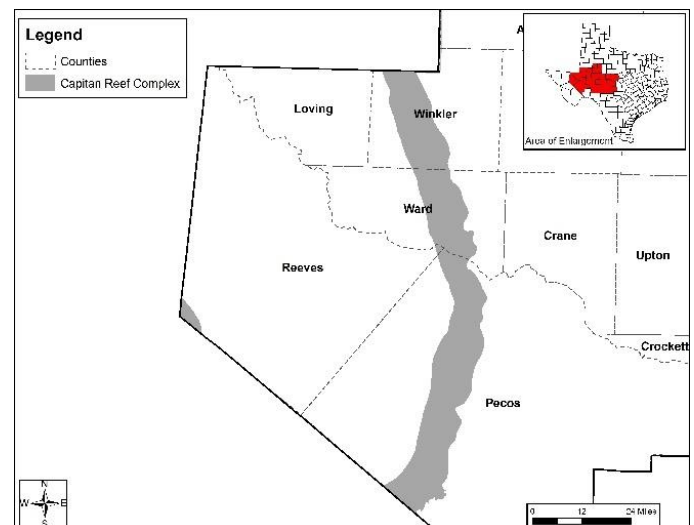 Legend
Counties
Capitan Reef Complex
A
Area of Enlargement
Loving
Winkler
Ward
Crane
Upton
Reeves
Crockett
Pecos
N
W E
S
0 12 24 Miles